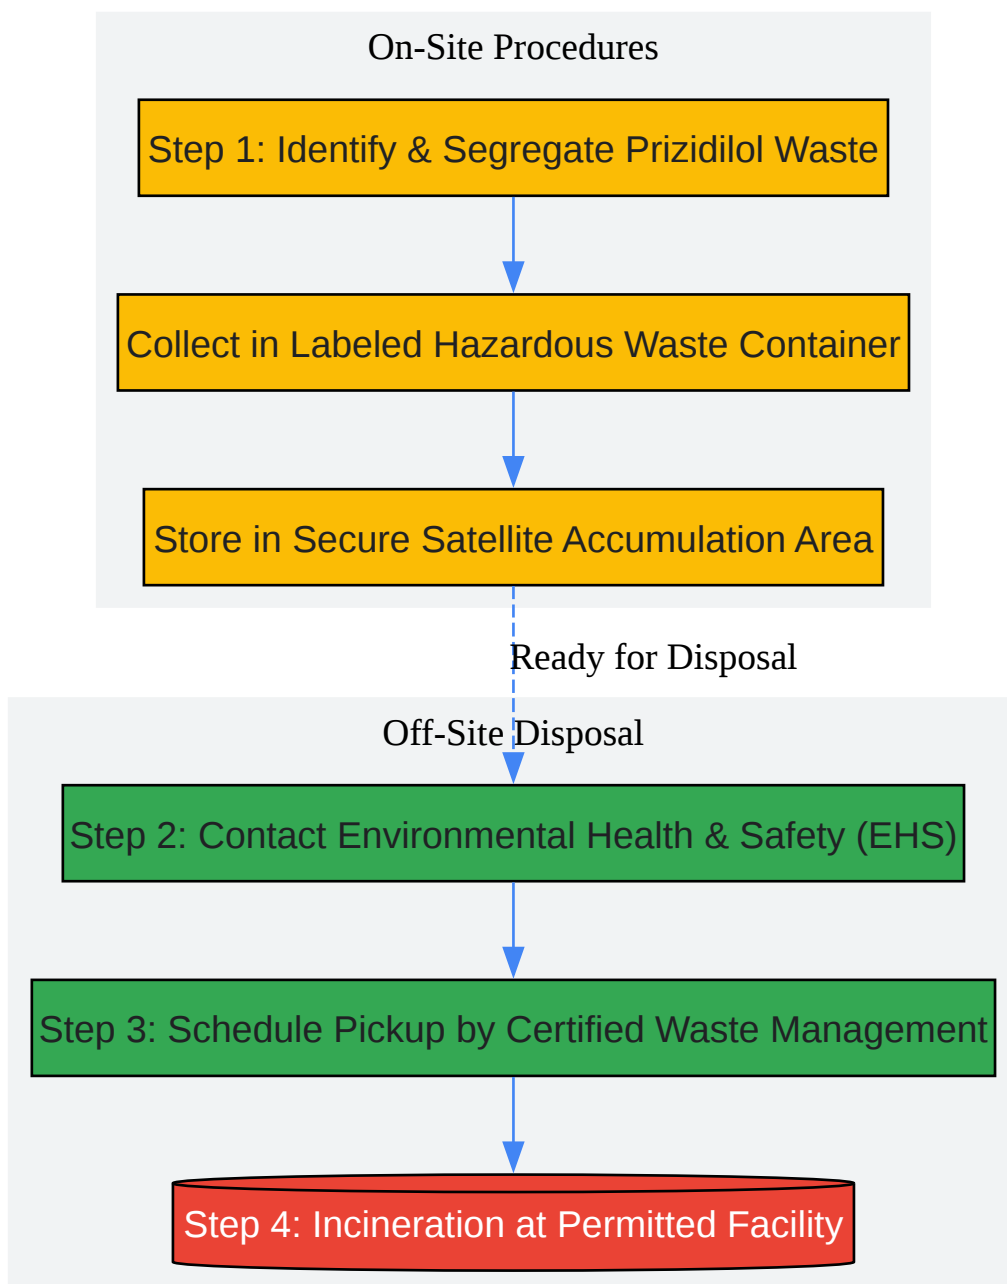 On-Site Procedures
Step 1: Identify & Segregate Prizidilol Waste
Collect in Labeled Hazardous Waste Container
Store in Secure Satellite Accumulation Area
Ready for Disposal
Off-Site Disposal
Step 2: Contact Environmental Health & Safety (EHS)
Step 3: Schedule Pickup by Certified Waste Management
Step 4: Incineration at Permitted Facility